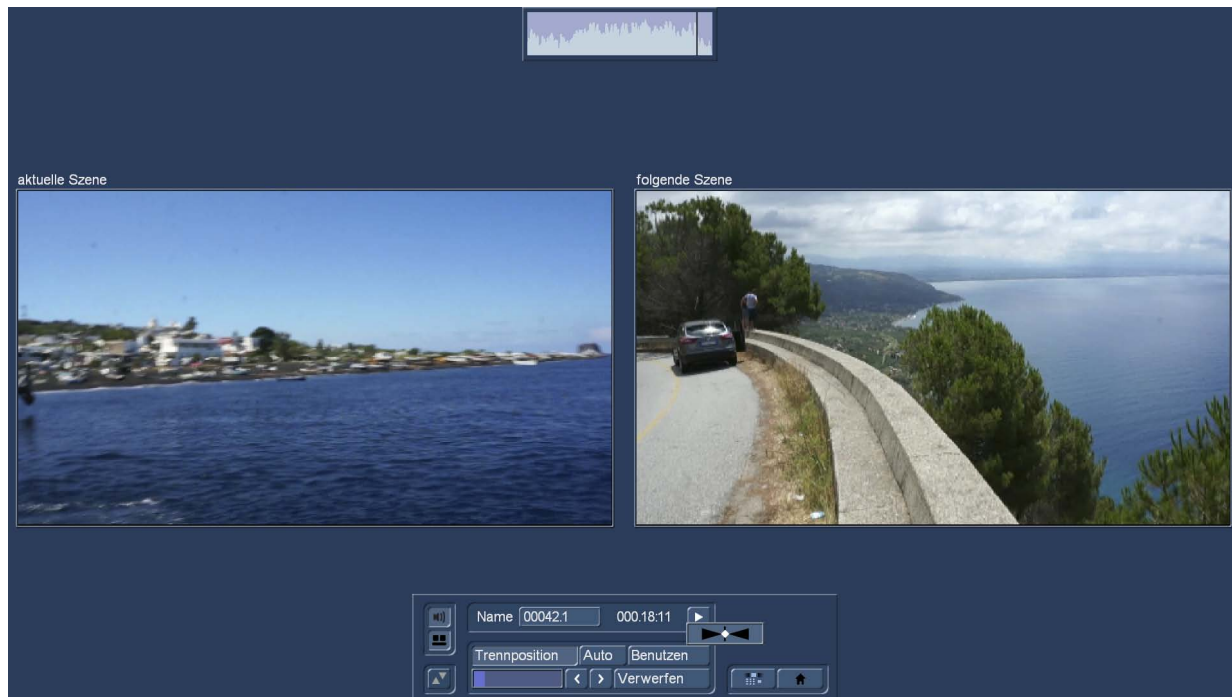 aktuelle Szene
folgende Szene
Name 00042.1 000.18:11
Trennposition Auto Benutzen
< > Verwerfen